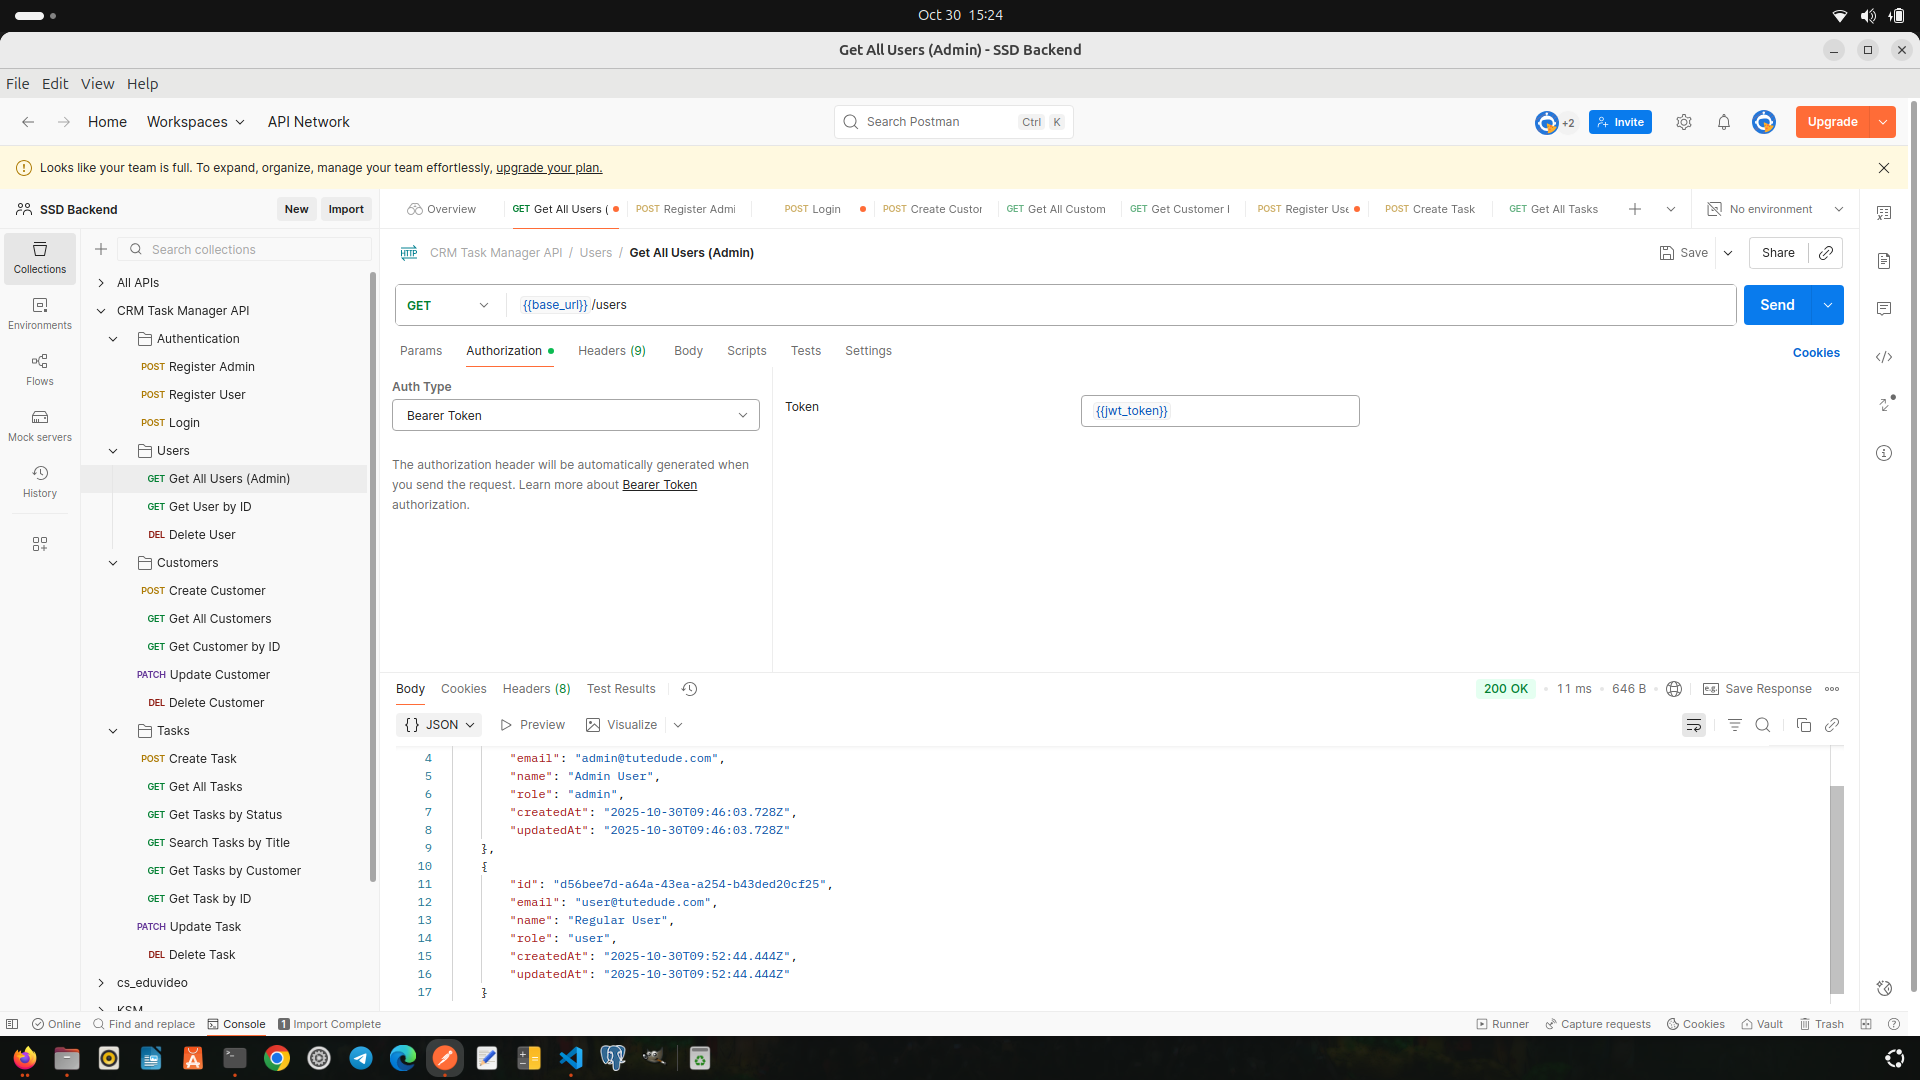 Oct 30 15:24
Get All Users (Admin) - SSD Backend
File Edit View Help
Home Workspaces API Network
Search Postman Ctrl K
+2 Invite Upgrade
Looks like your team is full. To expand, organize, manage your team effortlessly, upgrade your plan.
SSD Backend New Import
Overview
GET Get All Users (
POST Register Admi
POST Login
POST Create Custor
GET Get All Custom
GET Get Customer I
POST Register Use
POST Create Task
GET Get All Tasks
No environment
Collections
Environments
Flows
Mock servers
History
Search collections
All APIs
CRM Task Manager API
Authentication
POST Register Admin
POST Register User
POST Login
Users
GET Get All Users (Admin)
GET Get User by ID
DEL Delete User
Customers
POST Create Customer
GET Get All Customers
GET Get Customer by ID
PATCH Update Customer
DEL Delete Customer
Tasks
POST Create Task
GET Get All Tasks
GET Get Tasks by Status
GET Search Tasks by Title
GET Get Tasks by Customer
GET Get Task by ID
PATCH Update Task
DEL Delete Task
cs_eduvideo
KSM
HTTP CRM Task Manager API / Users / Get All Users (Admin)
Save Share
GET {{base_url}} /users Send
Params Authorization Headers (9) Body Scripts Tests Settings Cookies
Auth Type
Bearer Token
The authorization header will be automatically generated when
you send the request. Learn more about Bearer Token
authorization.
Token {{jwt_token}}
Body Cookies Headers (8) Test Results
200 OK 11 ms 646 B e.g. Save Response
{} JSON Preview Visualize
4 "email": "admin@tutedude.com",
5 "name": "Admin User",
6 "role": "admin",
7 "createdAt": "2025-10-30T09:46:03.728Z",
8 "updatedAt": "2025-10-30T09:46:03.728Z"
9 },
10 {
11 "id": "d56bee7d-a64a-43ea-a254-b43ded20cf25",
12 "email": "user@tutedude.com",
13 "name": "Regular User",
14 "role": "user",
15 "createdAt": "2025-10-30T09:52:44.444Z",
16 "updatedAt": "2025-10-30T09:52:44.444Z"
17 }
Online Find and replace Console 1 Import Complete
Runner Capture requests Cookies Vault Trash